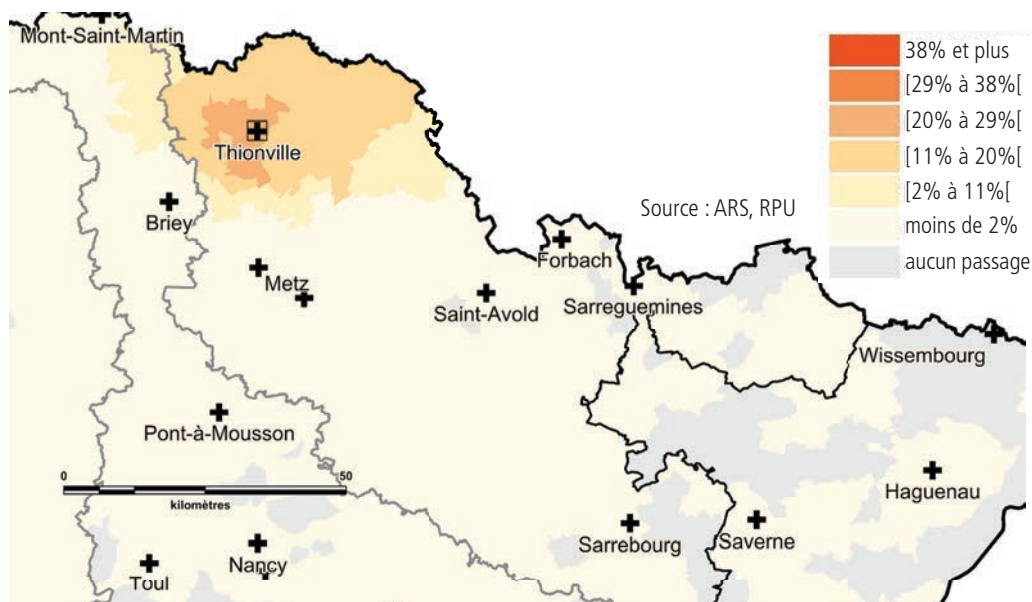 Mont-Saint-Martin
38% et plus
[29% à 38%[
[20% à 29%[
[11% à 20%[
[2% à 11%[
moins de 2%
aucun passage
Thionville
Source : ARS, RPU
Briey
Forbach
Metz
Saint-Avold
Sarreguemines
Wissembourg
Pont-à-Mousson
0 50
kilomètres
Haguenau
Sarrebourg
Saverne
Nancy
Toul